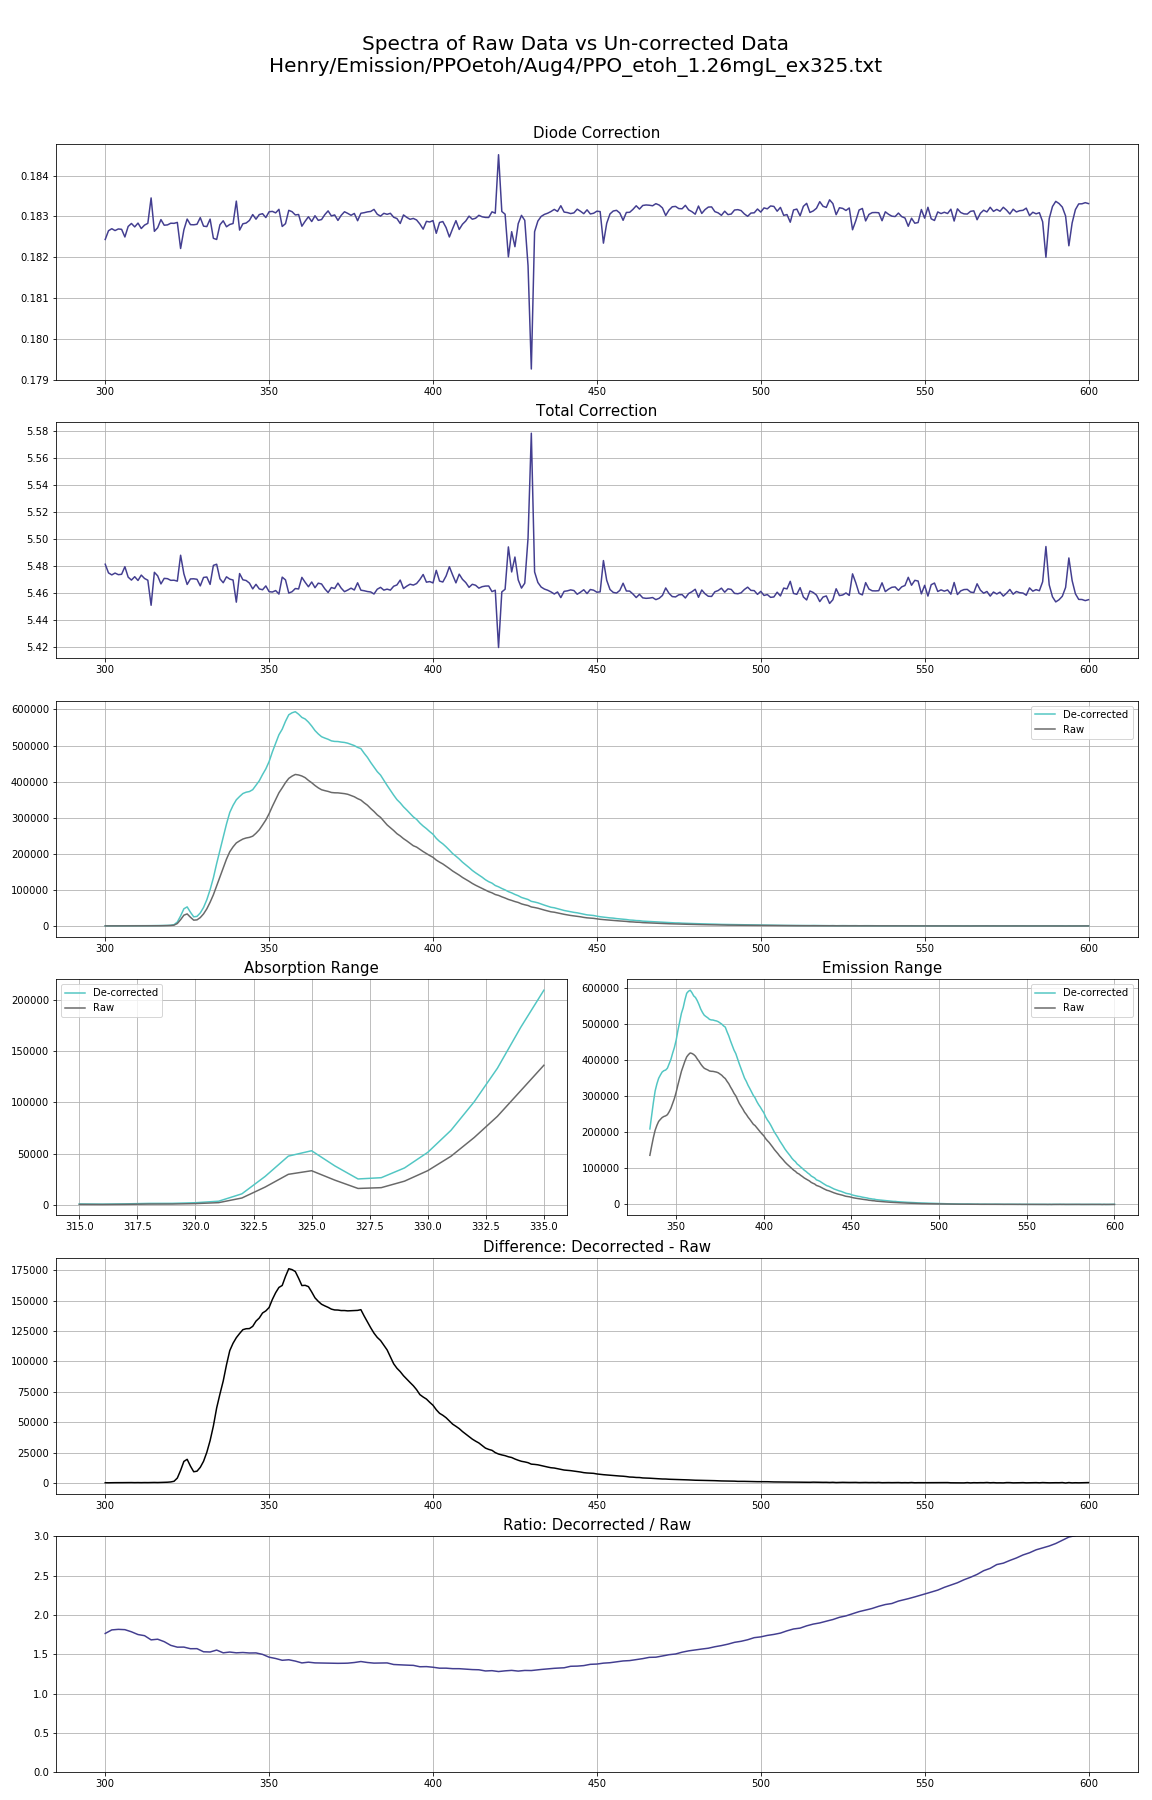 Spectra of Raw Data vs Un-corrected Data
Henry/Emission/PPOetoh/Aug4/PPO_etoh_1.26mgL_ex325.txt
Diode Correction
0.184
0.183
0.182
0.181
0.180
0.179
300 350 400 450 500 550 600
Total Correction
5.58
5.56
5.54
5.52
5.50
5.48
5.46
5.44
5.42
300 350 400 450 500 550 600
600000
500000
400000
300000
200000
100000
0
De-corrected
Raw
300 350 400 450 500 550 600
Absorption Range
200000
150000
100000
50000
0
De-corrected
Raw
315.0 317.5 320.0 322.5 325.0 327.5 330.0 332.5 335.0
Emission Range
600000
500000
400000
300000
200000
100000
0
De-corrected
Raw
350 400 450 500 550 600
Difference: Decorrected - Raw
175000
150000
125000
100000
75000
50000
25000
0
300 350 400 450 500 550 600
Ratio: Decorrected / Raw
3.0
2.5
2.0
1.5
1.0
0.5
0.0
300 350 400 450 500 550 600